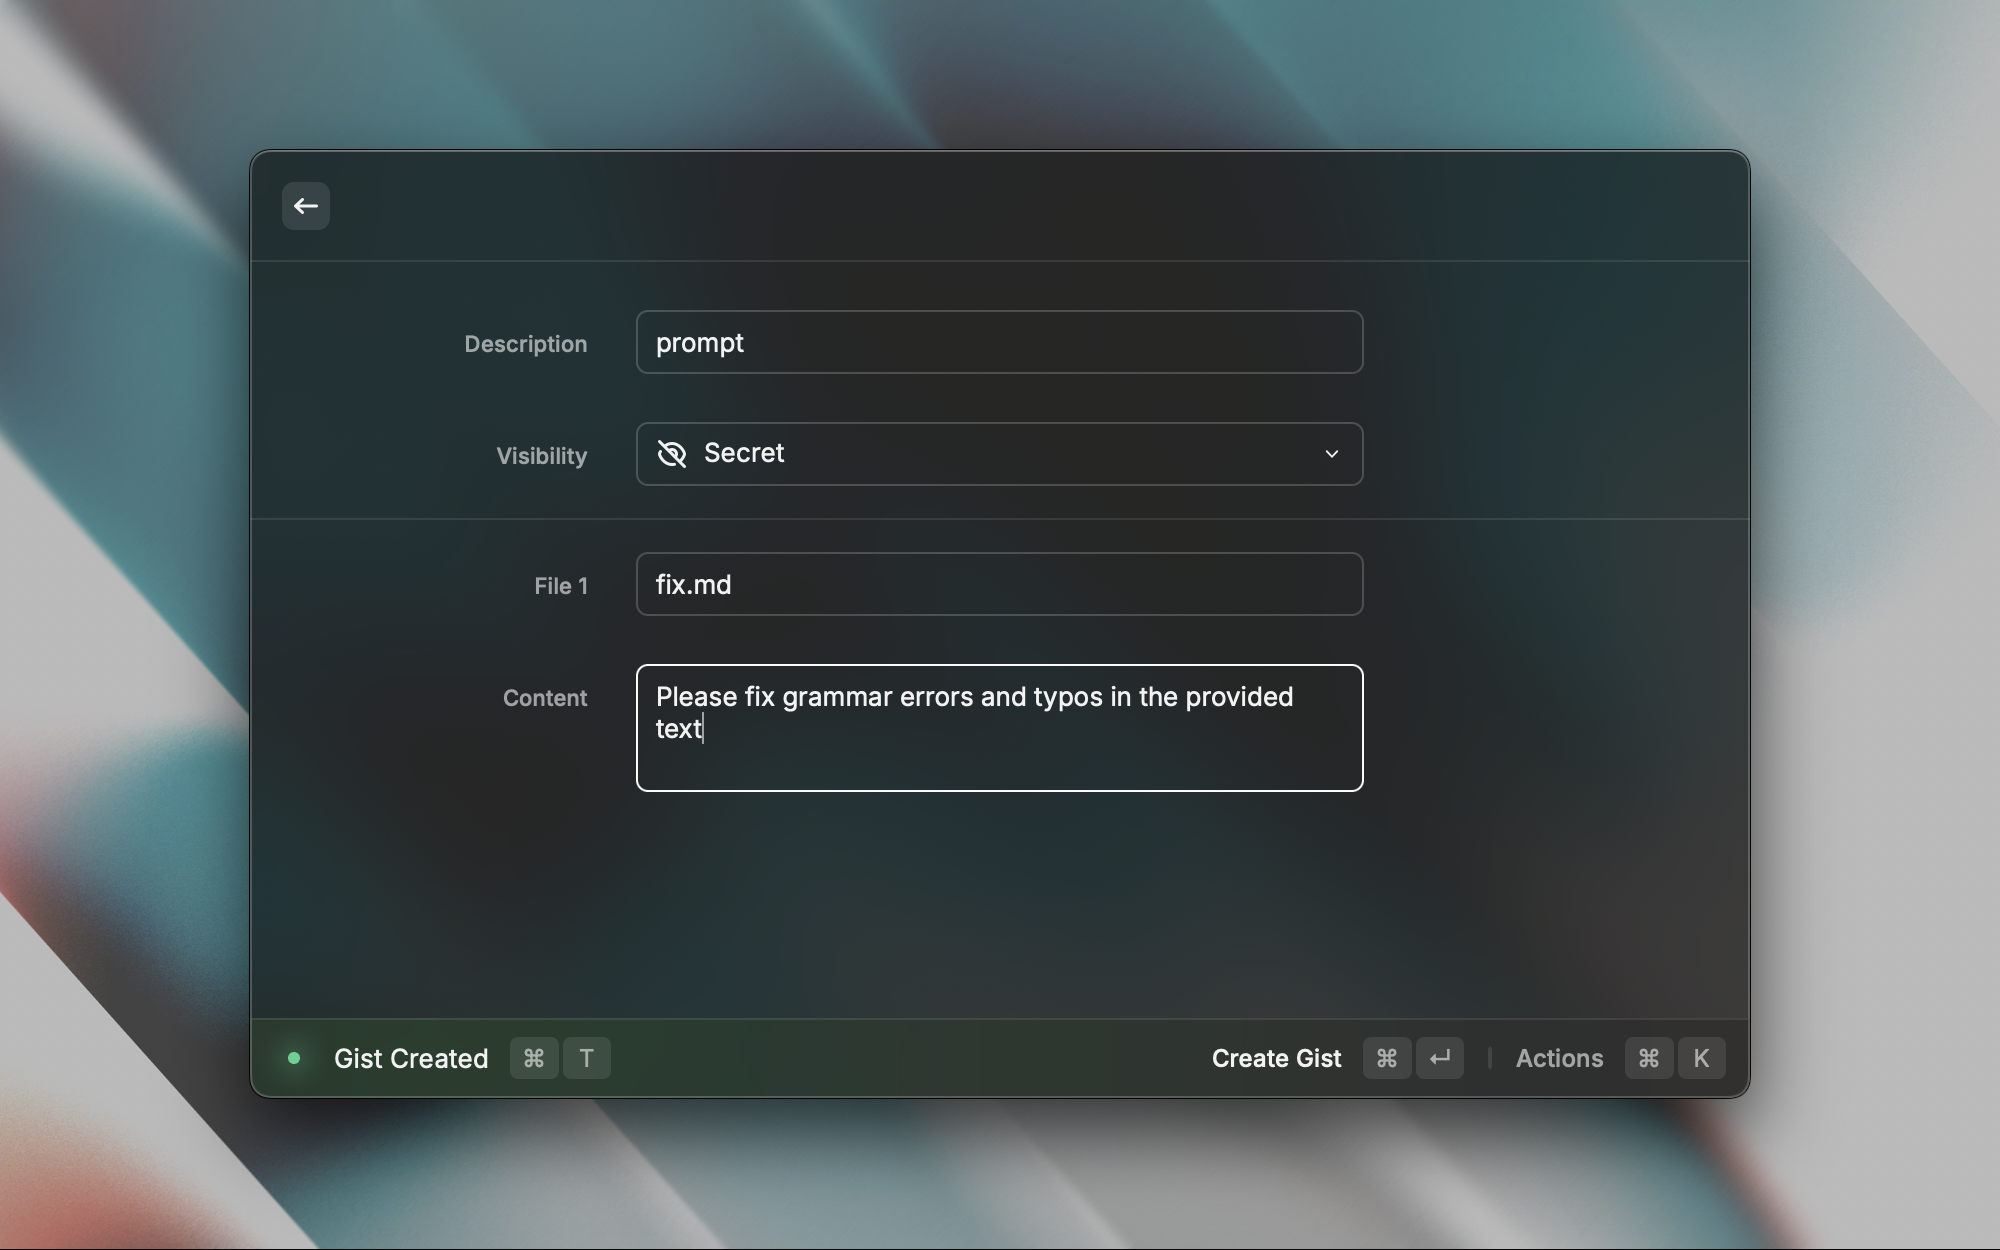 Description
prompt
Visibility
Secret
File 1
fix.md
Content
Please fix grammar errors and typos in the provided
text
Gist Created ⌘ T
Create Gist ⌘ ↵ Actions ⌘ K